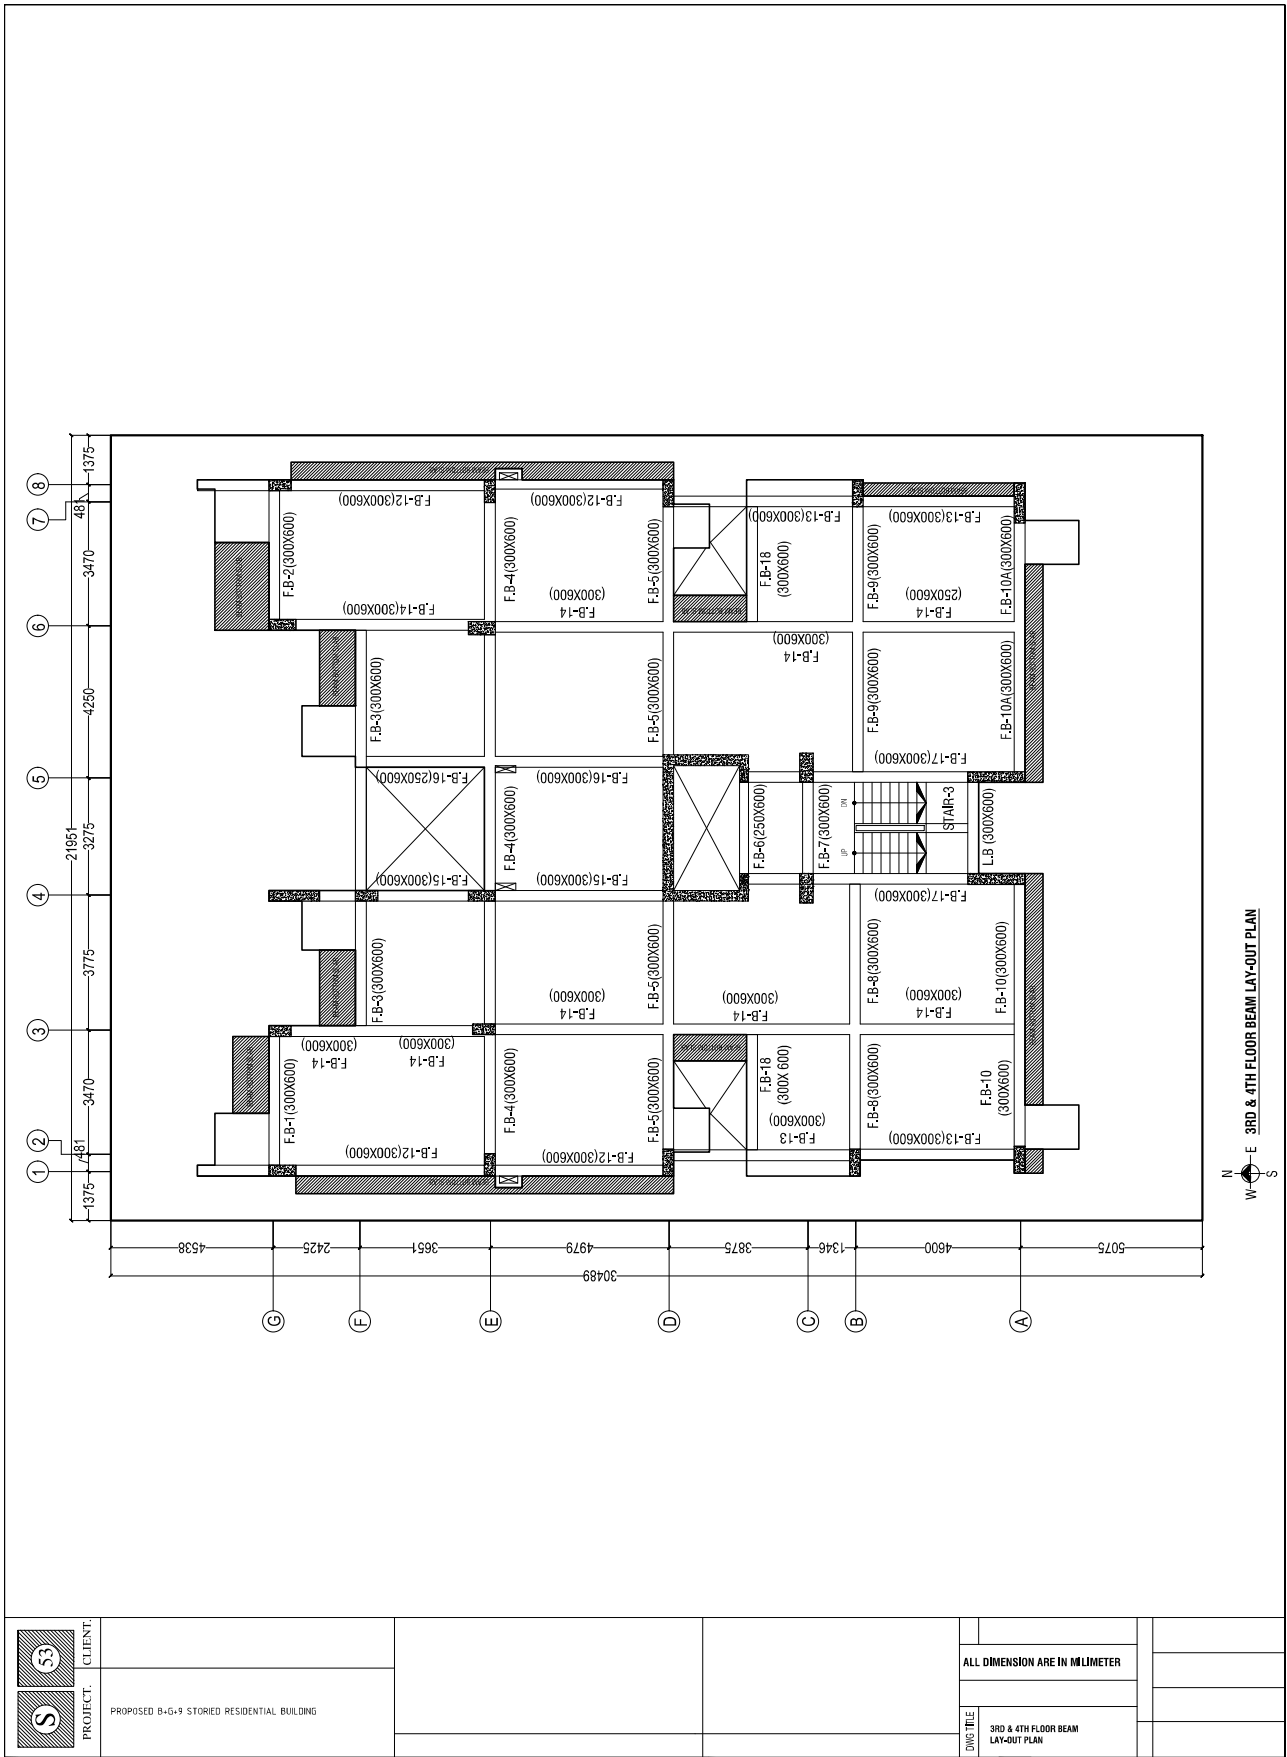 8
7
6
5
4
3
2
1
1375
481
3470
4250
3275
3775
3470
481
1375
21951
F.B-2(300X600)
F.B-12(300X600)
F.B-14(300X600)
F.B-4(300X600)
F.B-12(300X600)
F.B-14
(300X600)
F.B-5(300X600)
F.B-13(300X600)
F.B-18
(300X600)
F.B-9(300X600)
F.B-13(300X600)
F.B-14
(250X600)
F.B-10A(300X600)
F.B-3(300X600)
F.B-5(300X600)
F.B-14
(300X600)
F.B-9(300X600)
F.B-17(300X600)
F.B-10A(300X600)
F.B-16(250X600)
F.B-15(300X600)
F.B-4(300X600)
F.B-16(300X600)
F.B-15(300X600)
F.B-6(250X600)
F.B-7(300X600)
DN
UP
STAIR-3
L.B (300X600)
F.B-3(300X600)
F.B-14
(300X600)
F.B-5(300X600)
F.B-14
(300X600)
F.B-8(300X600)
F.B-17(300X600)
F.B-14
(300X600)
F.B-10(300X600)
F.B-1(300X600)
F.B-14
(300X600)
F.B-14
(300X600)
F.B-12(300X600)
F.B-4(300X600)
F.B-12(300X600)
F.B-5(300X600)
F.B-18
(300X 600)
F.B-13
(300X600)
F.B-8(300X600)
F.B-13(300X600)
F.B-10
(300X600)
4538
2425
3651
4979
3875
1346
4600
5075
30489
G
F
E
D
C
B
A
N
W
E
S
3RD & 4TH FLOOR BEAM LAY-OUT PLAN
S
53
PROJECT.
CLIENT.
PROPOSED B+G+9 STORIED RESIDENTIAL BUILDING
ALL DIMENSION ARE IN MILIMETER
DWG TITLE
3RD & 4TH FLOOR BEAM
LAY-OUT PLAN